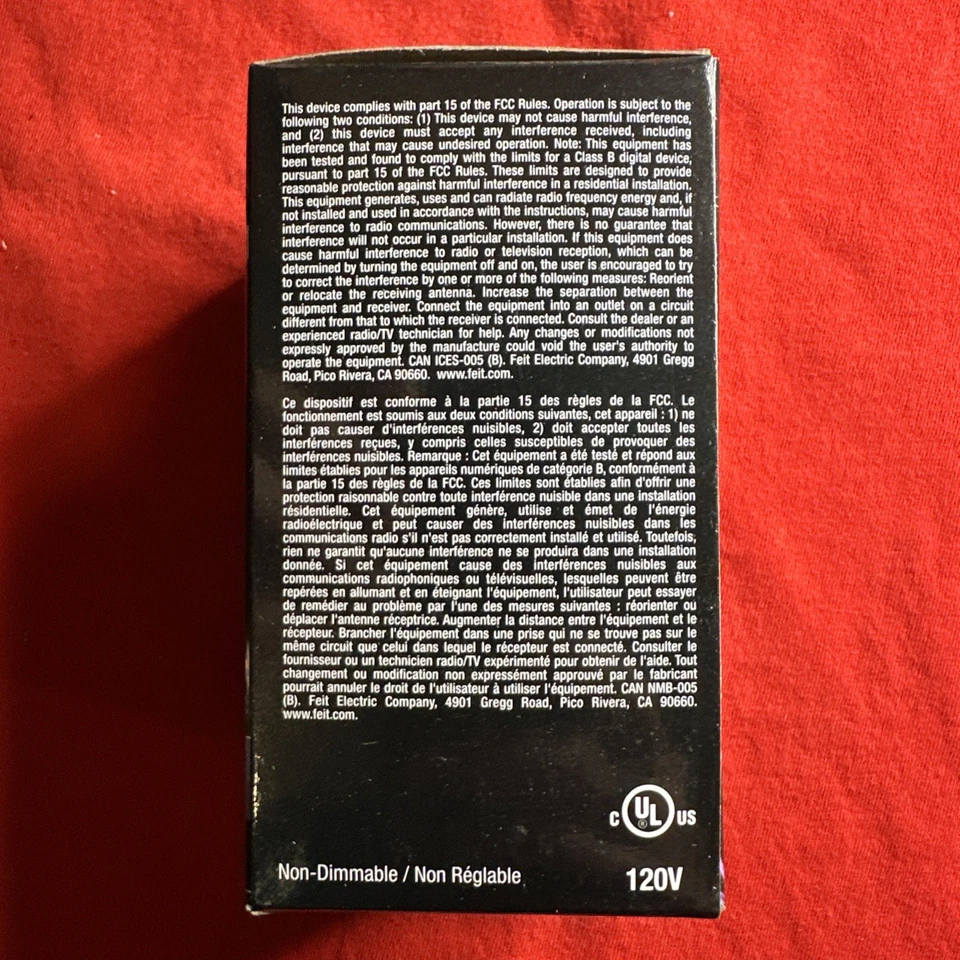 This device complies with part 15 of the FCC Rules. Operation is subject to the
following two conditions: (1) This device may not cause harmful interference,
and (2) this device must accept any interference received, including
interference that may cause undesired operation. Note: This equipment has
been tested and found to comply with the limits for a Class B digital device,
pursuant to part 15 of the FCC Rules. These limits are designed to provide
reasonable protection against harmful interference in a residential installation.
This equipment generates, uses and can radiate radio frequency energy and, if
not installed and used in accordance with the instructions, may cause harmful
interference to radio communications. However, there is no guarantee that
interference will not occur in a particular installation. If this equipment does
cause harmful interference to radio or television reception, which can be
determined by turning the equipment off and on, the user is encouraged to try
to correct the interference by one or more of the following measures: Reorient
or relocate the receiving antenna. Increase the separation between the
equipment and receiver. Connect the equipment into an outlet on a circuit
different from that to which the receiver is connected. Consult the dealer or an
experienced radio/TV technician for help. Any changes or modifications not
expressly approved by the manufacture could void the user's authority to
operate the equipment. CAN ICES-005 (B). Feit Electric Company, 4901 Gregg
Road, Pico Rivera, CA 90660. www.feit.com.
Ce dispositif est conforme à la partie 15 des règles de la FCC. Le
fonctionnement est soumis aux deux conditions suivantes, cet appareil : 1) ne
doit pas causer d'interférences nuisibles, 2) doit accepter toutes les
interférences reçues, y compris celles susceptibles de provoquer des
interférences nuisibles. Remarque : Cet équipement a été testé et répond aux
limites établies pour les appareils numériques de catégorie B, conformément à
la partie 15 des règles de la FCC. Ces limites sont établies afin d'offrir une
protection raisonnable contre toute interférence nuisible dans une installation
résidentielle. Cet équipement génère, utilise et émet de l'énergie
radioélectrique et peut causer des interférences nuisibles dans les
communications radio s'il n'est pas correctement installé et utilisé. Toutefois,
rien ne garantit qu'aucune interférence ne se produira dans une installation
donnée. Si cet équipement cause des interférences nuisibles aux
communications radiophoniques ou télévisuelles, lesquelles peuvent être
repérées en allumant et en éteignant l'équipement, l'utilisateur peut essayer
de remédier au problème par l'une des mesures suivantes : réorienter ou
déplacer l'antenne réceptrice. Augmenter la distance entre l'équipement et le
récepteur. Brancher l'équipement dans une prise qui ne se trouve pas sur le
même circuit que celui dans lequel le récepteur est connecté. Consulter le
fournisseur ou un technicien radio/TV expérimenté pour obtenir de l'aide. Tout
changement ou modification non expressément approuvé par le fabricant
pourrait annuler le droit de l'utilisateur à utiliser l'équipement. CAN NMB-005
(B). Feit Electric Company, 4901 Gregg Road, Pico Rivera, CA 90660.
www.feit.com.
C UL ® US
Non-Dimmable / Non Réglable 120V